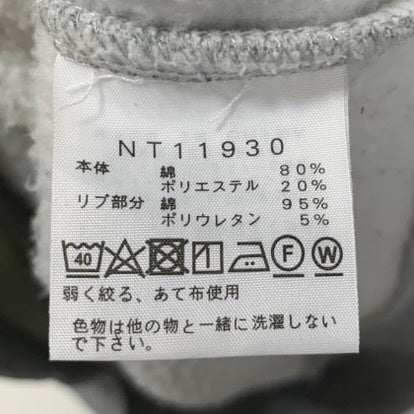 NT11930
本体 綿 80%
ポリエステル 20%
リブ部分 綿 95%
ポリウレタン 5%
40 F W
弱く絞る、あて布使用
色物は他の物と一緒に洗濯しない
で下さい。